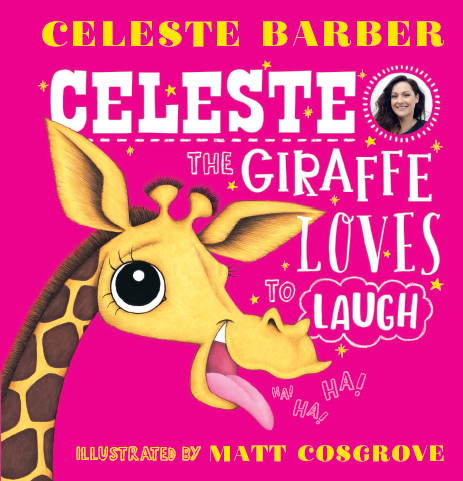 CELESTE BARBER
CELESTE
THE GIRAFFE
LOVES
TO LAUGH
HA! HA!
HA!
ILLUSTRATED BY MATT COSGROVE